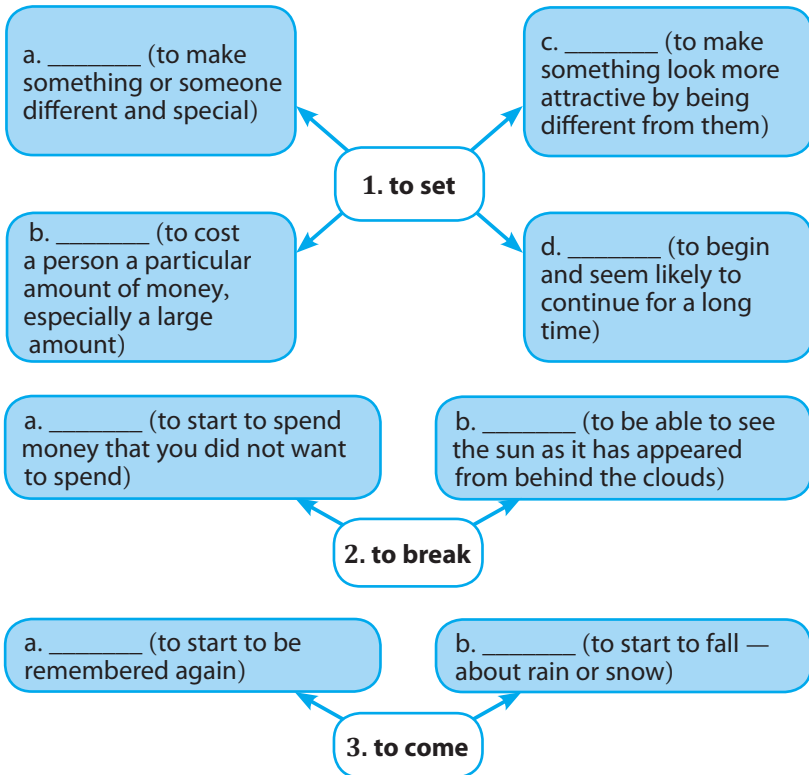 a. _______ (to make
something or someone
different and special)
c. _______ (to make
something look more
attractive by being
different from them)
1. to set
b. _______ (to cost
a person a particular
amount of money,
especially a large
amount)
d. _______ (to begin
and seem likely to
continue for a long
time)
a. _______ (to start to spend
money that you did not want
to spend)
b. _______ (to be able to see
the sun as it has appeared
from behind the clouds)
2. to break
a. _______ (to start to be
remembered again)
b. _______ (to start to fall —
about rain or snow)
3. to come